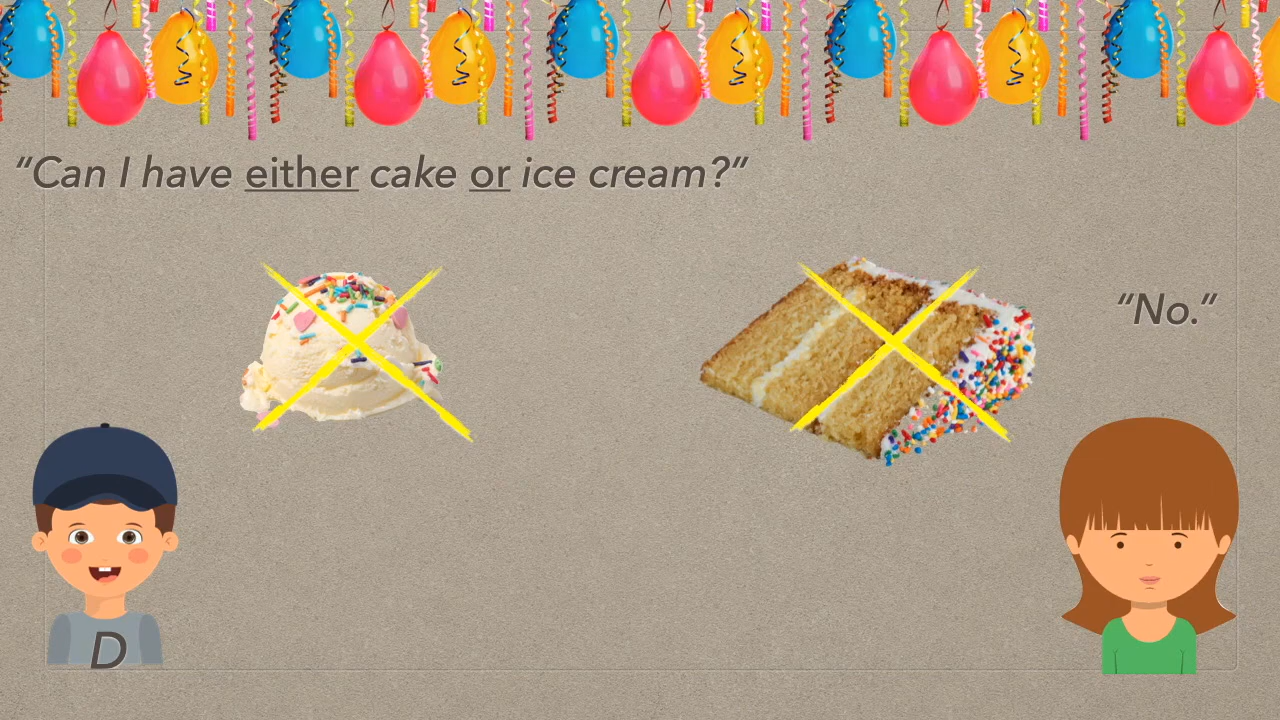 “Can I have either cake or ice cream?”
“No.”
D